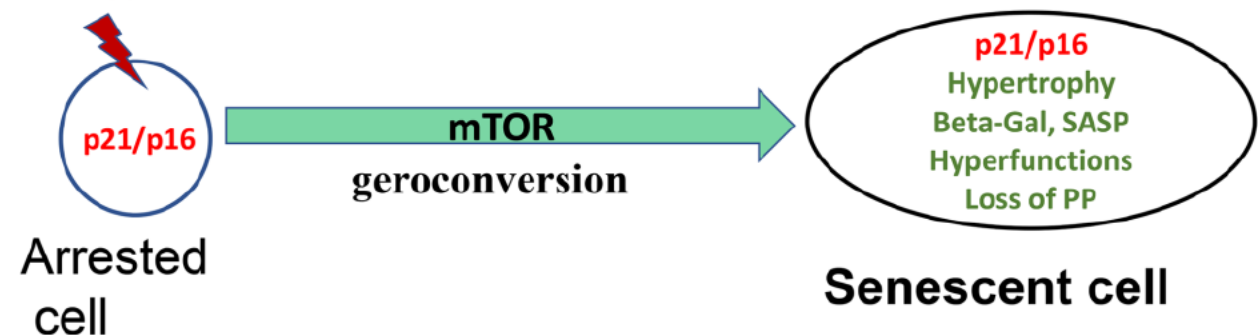 p21/p16
Arrested
cell
mTOR
geroconversion
p21/p16
Hypertrophy
Beta-Gal, SASP
Hyperfunctions
Loss of PP
Senescent cell